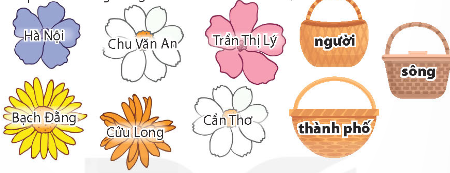 Hà Nội
Chu Văn An
Trần Thị Lý
người
sông
Bạch Đằng
Cửu Long
Cần Thơ
thành phố